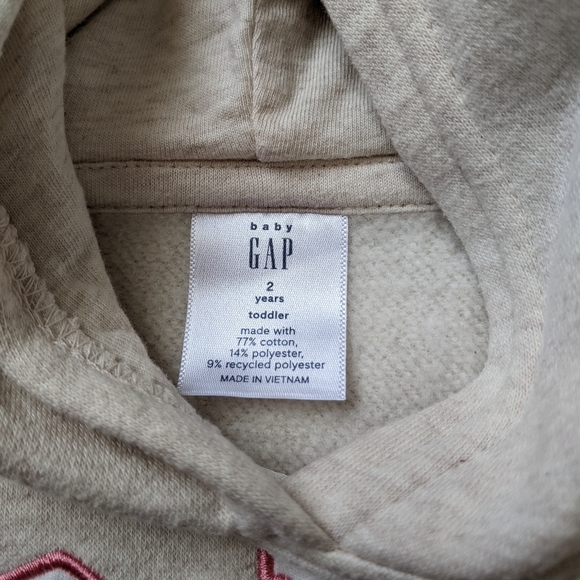 baby
GAP
2
years
toddler
made with
77% cotton,
14% polyester,
9% recycled polyester
MADE IN VIETNAM